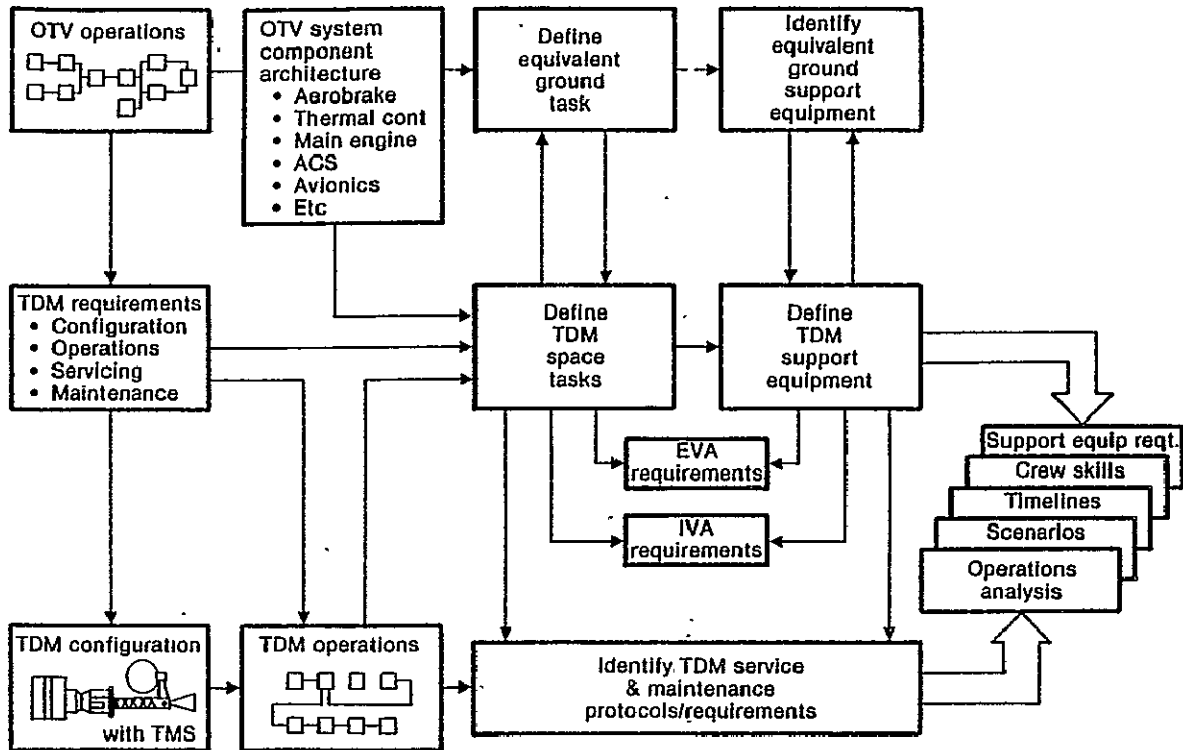 OTV operations
OTV system
component
architecture
• Aerobrake
• Thermal cont
• Main engine
• ACS
• Avionics
• Etc
Define
equivalent
ground
task
Identify
equivalent
ground
support
equipment
TDM requirements
• Configuration
• Operations
• Servicing
• Maintenance
Define
TDM
space
tasks
Define
TDM
support
equipment
EVA
requirements
IVA
requirements
Support equip reqt.
Crew skills
Timelines
Scenarios
Operations
analysis
TDM configuration
with TMS
TDM operations
Identify TDM service
& maintenance
protocols/requirements